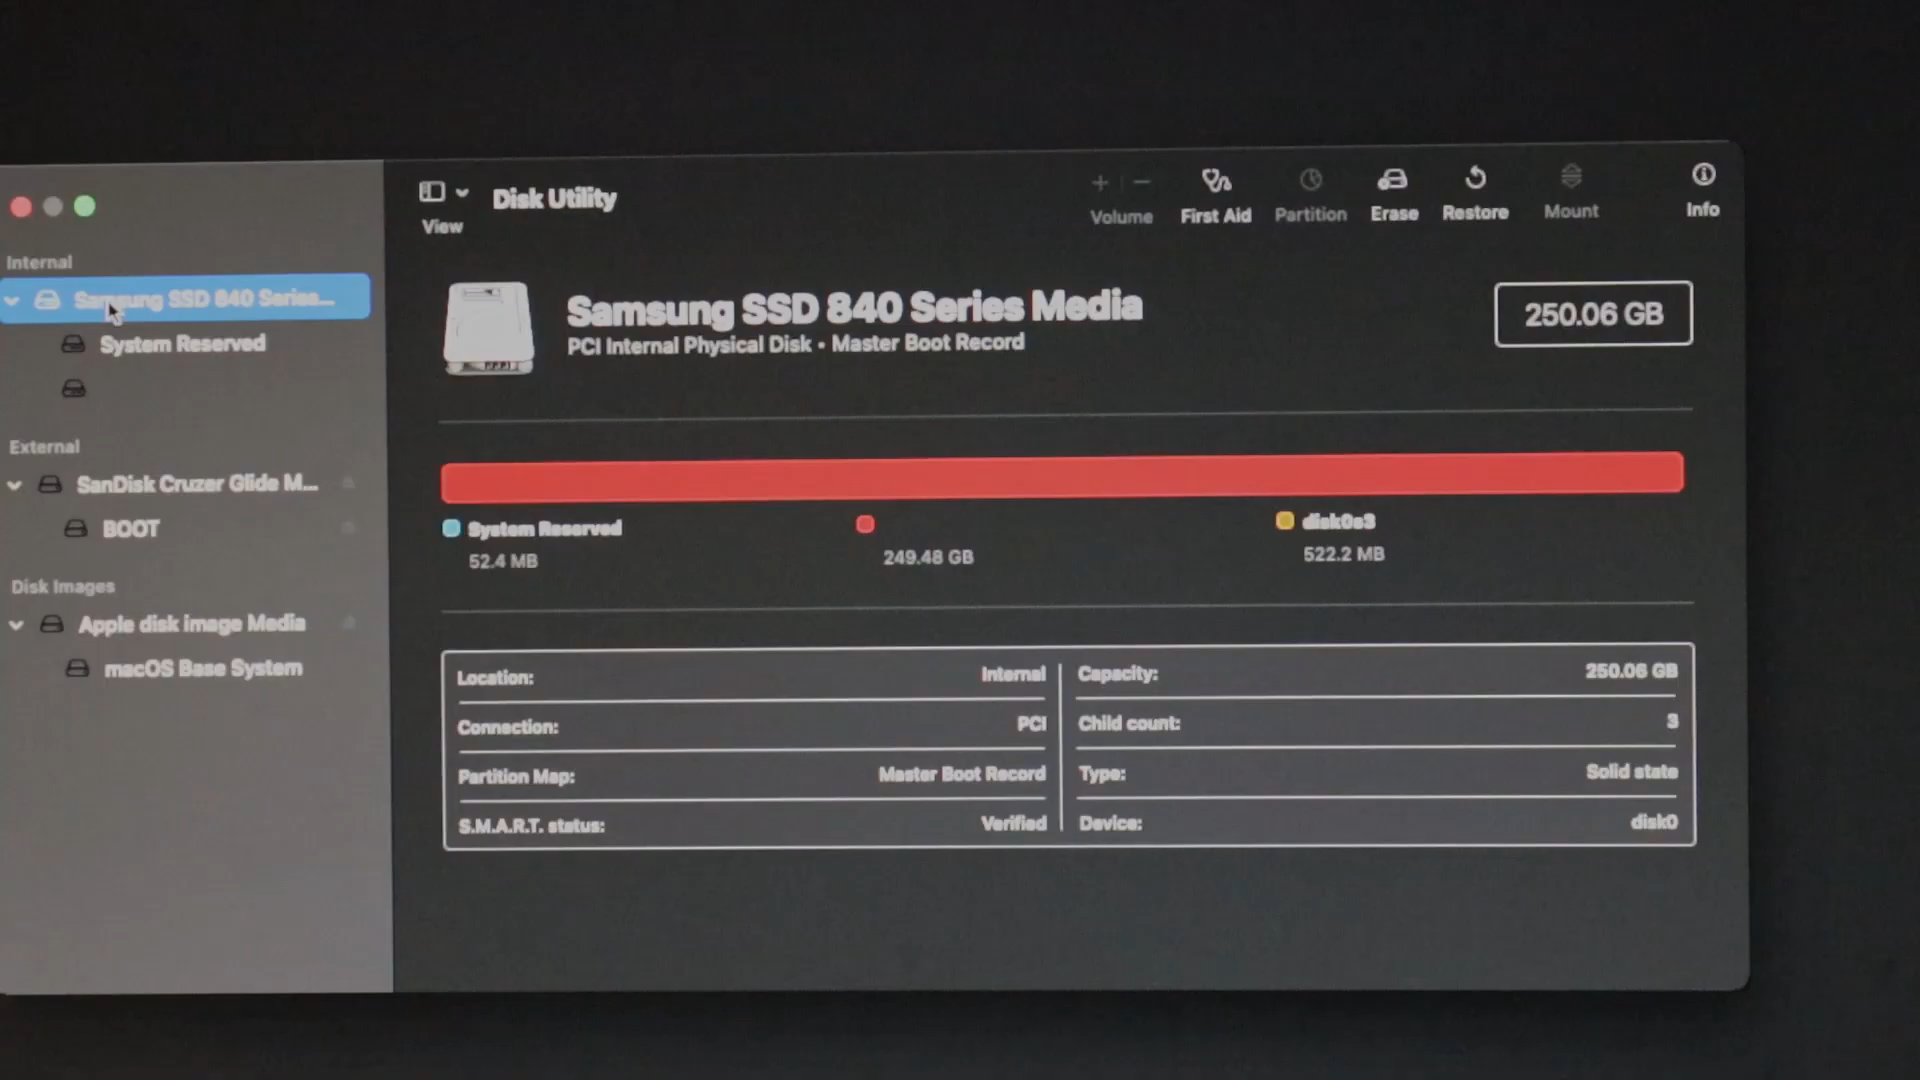 Disk Utility
View
Volume
First Aid
Partition
Erase
Restore
Mount
Info
Internal
Samsung SSD 840 Series...
System Reserved
External
SanDisk Cruzer Glide M...
BOOT
Disk Images
Apple disk image Media
macOS Base System
Samsung SSD 840 Series Media
PCI Internal Physical Disk • Master Boot Record
250.06 GB
System Reserved
52.4 MB
249.48 GB
disk0s3
522.2 MB
Location: Internal
Connection: PCI
Partition Map: Master Boot Record
S.M.A.R.T. status: Verified
Capacity: 250.06 GB
Child count: 3
Type: Solid state
Device: disk0